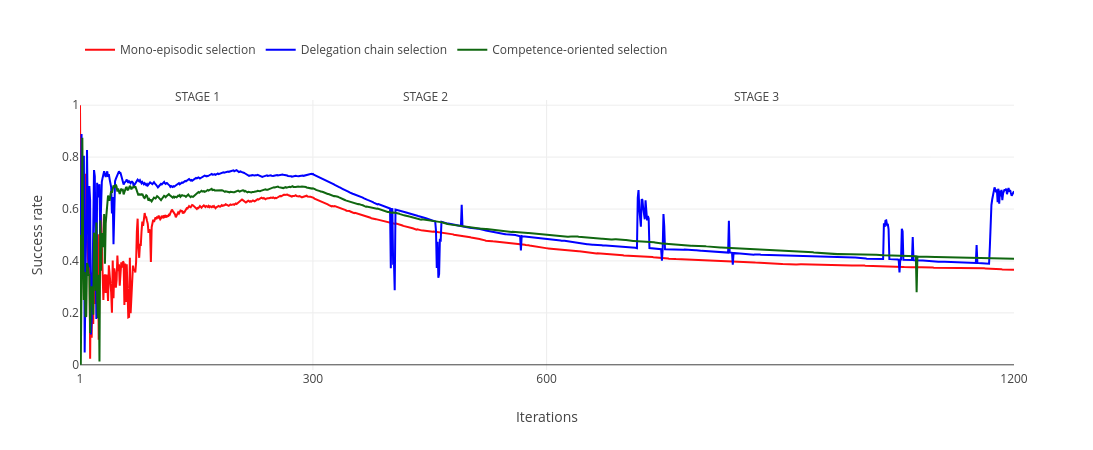 Mono-episodic selection Delegation chain selection Competence-oriented selection
STAGE 1 STAGE 2 STAGE 3
1
0.8
0.6
0.4
0.2
0
Success rate
1 300 600 1200
Iterations